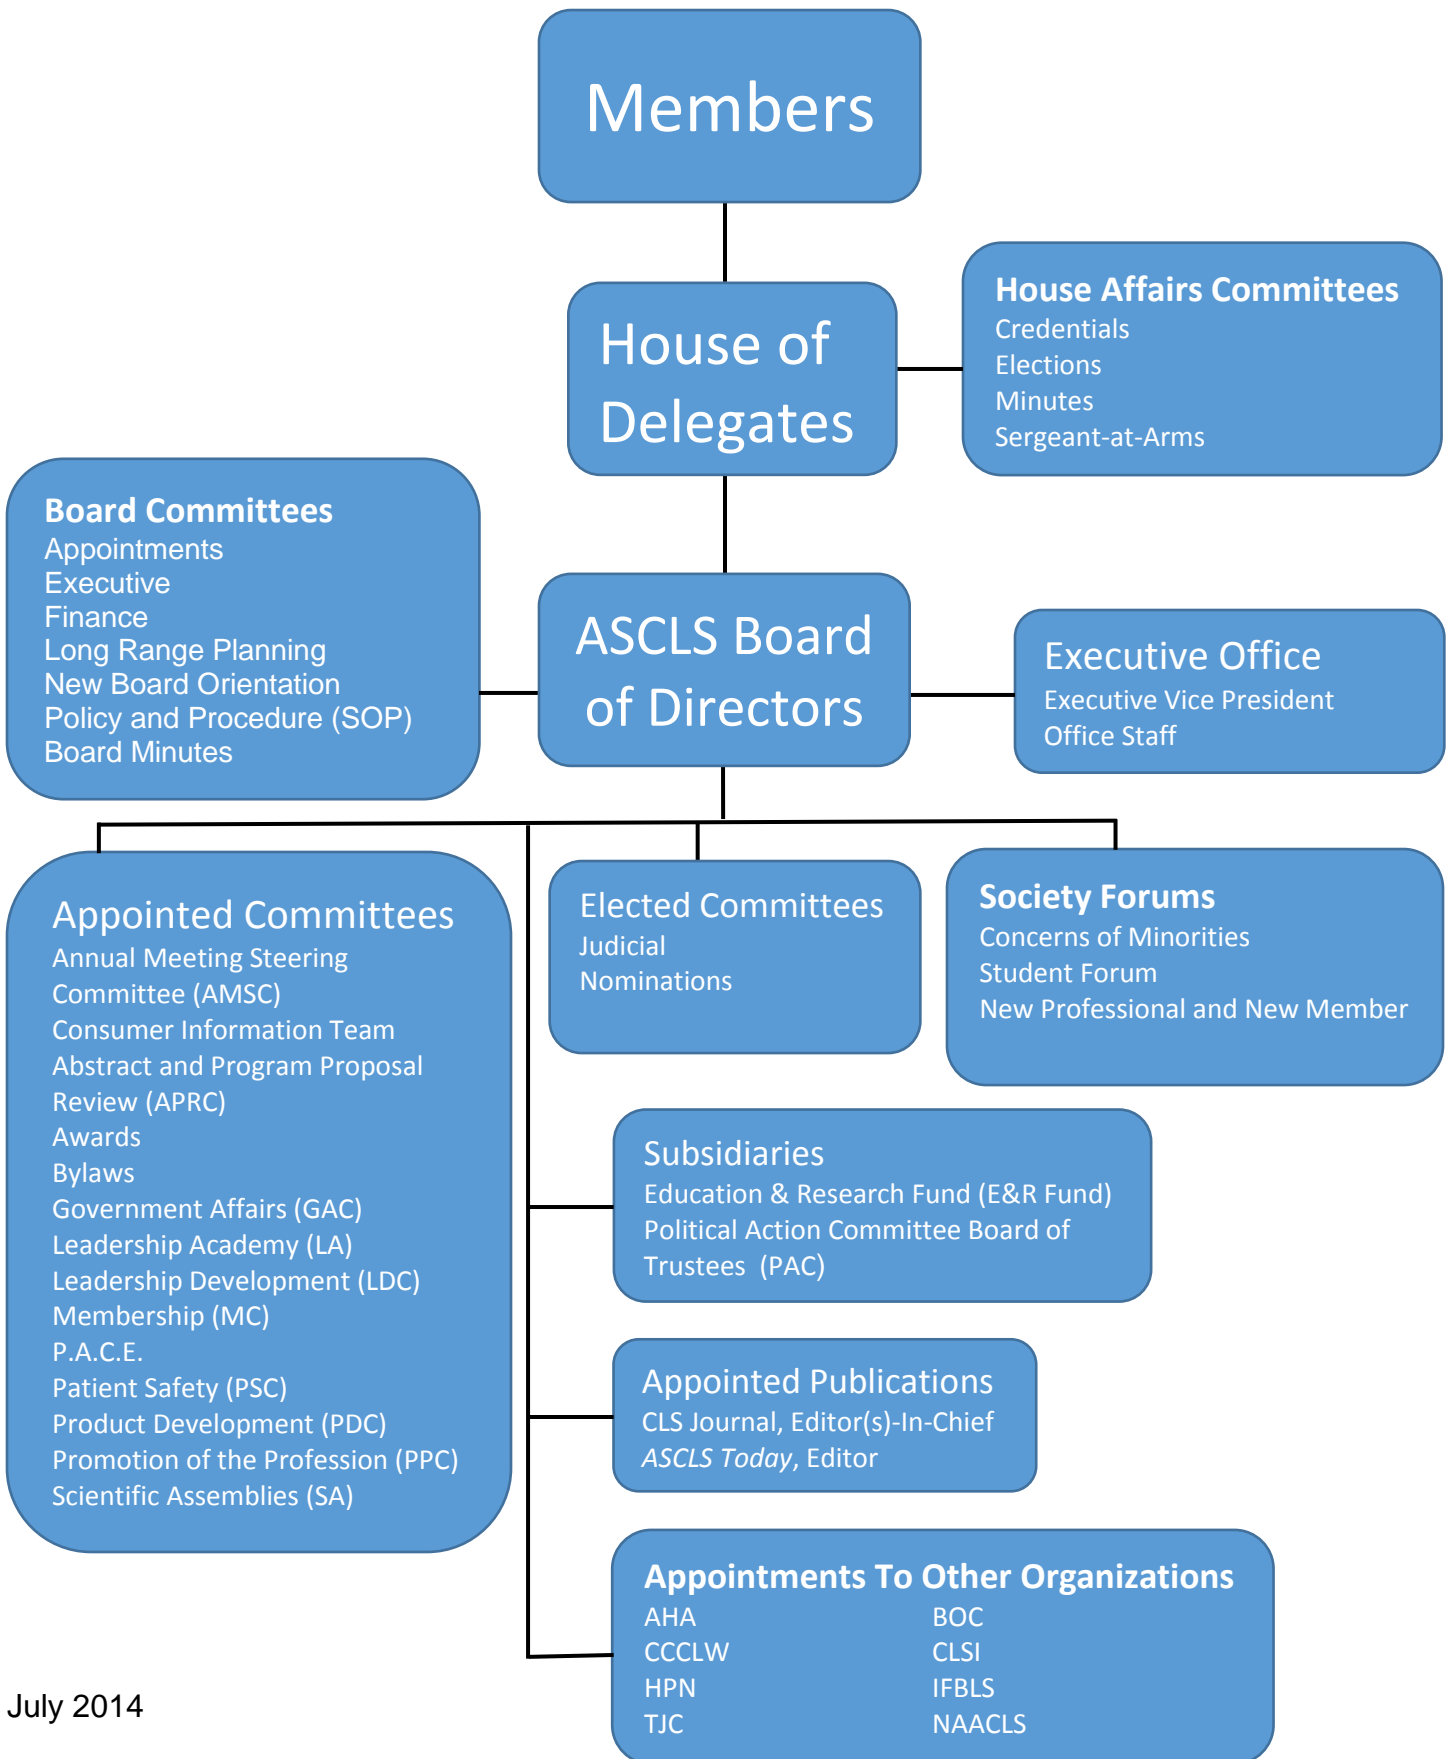 Members
House of
Delegates
House Affairs Committees
Credentials
Elections
Minutes
Sergeant-at-Arms
Board Committees
Appointments
Executive
Finance
Long Range Planning
New Board Orientation
Policy and Procedure (SOP)
Board Minutes
ASCLS Board
of Directors
Executive Office
Executive Vice President
Office Staff
Appointed Committees
Annual Meeting Steering
Committee (AMSC)
Consumer Information Team
Abstract and Program Proposal
Review (APRC)
Awards
Bylaws
Government Affairs (GAC)
Leadership Academy (LA)
Leadership Development (LDC)
Membership (MC)
P.A.C.E.
Patient Safety (PSC)
Product Development (PDC)
Promotion of the Profession (PPC)
Scientific Assemblies (SA)
Elected Committees
Judicial
Nominations
Society Forums
Concerns of Minorities
Student Forum
New Professional and New Member
Subsidiaries
Education & Research Fund (E&R Fund)
Political Action Committee Board of
Trustees  (PAC)
Appointed Publications
CLS Journal, Editor(s)-In-Chief
ASCLS Today, Editor
Appointments To Other Organizations
AHA BOC
CCCLW CLSI
HPN IFBLS
TJC NAACLS
July 2014